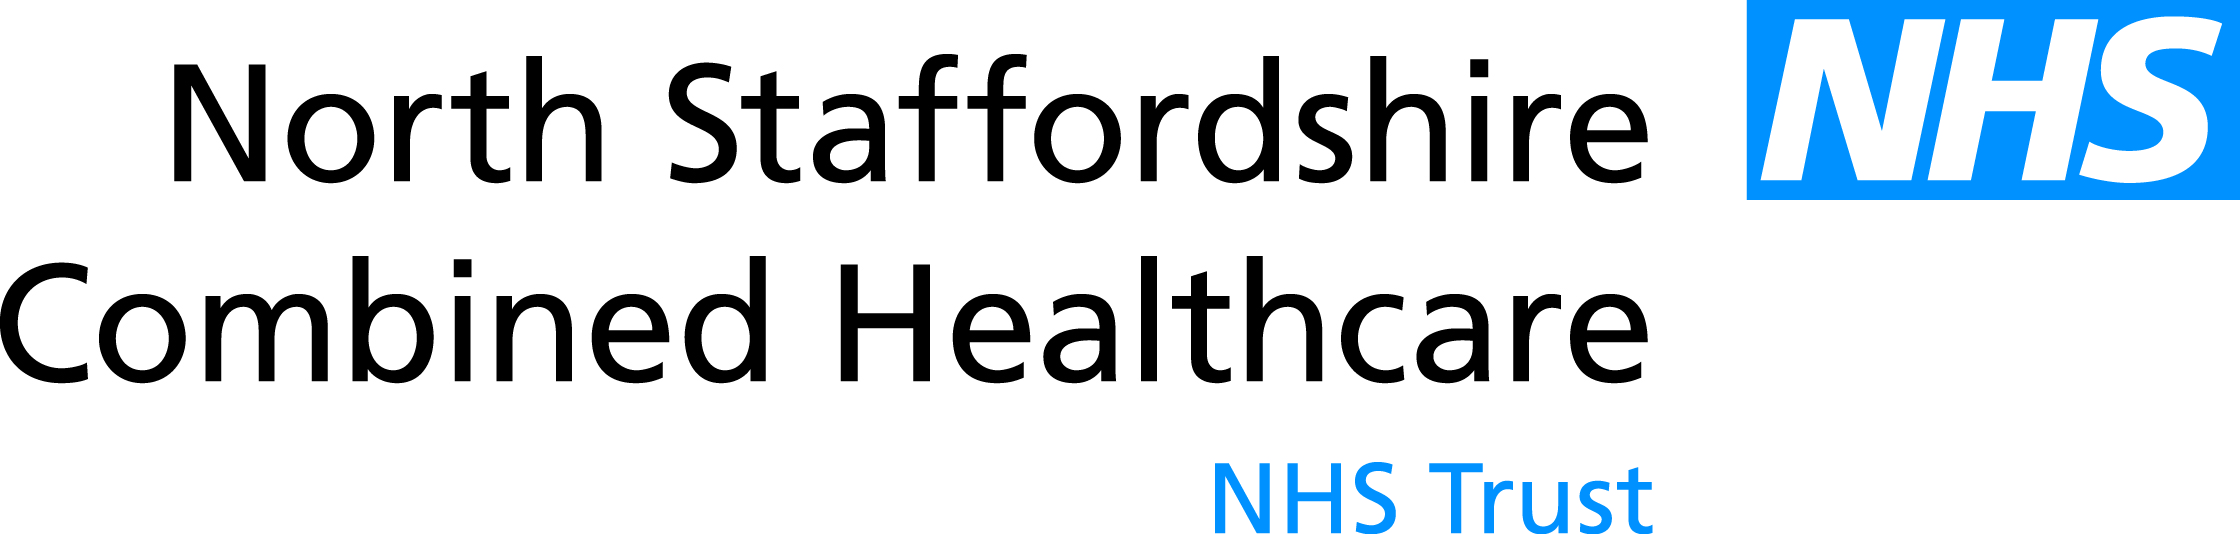 North Staffordshire NHS
Combined Healthcare
NHS Trust